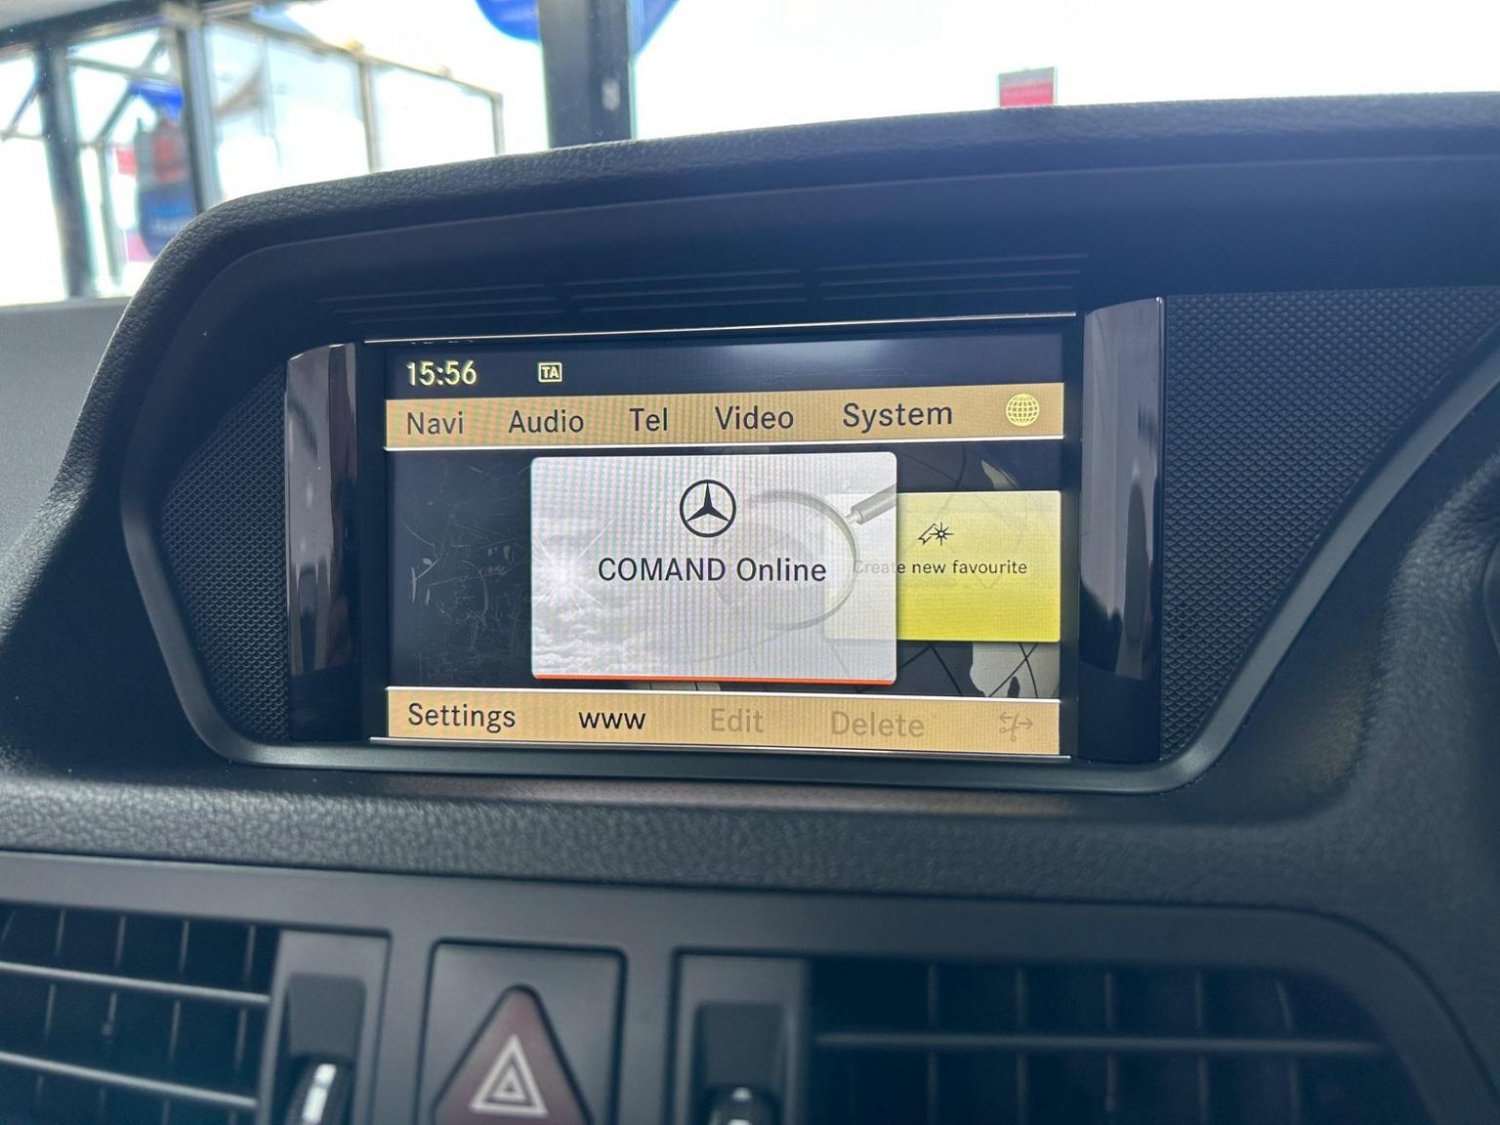 15:56 TA
Navi Audio Tel Video System
COMAND Online
Create new favourite
Settings www Edit Delete